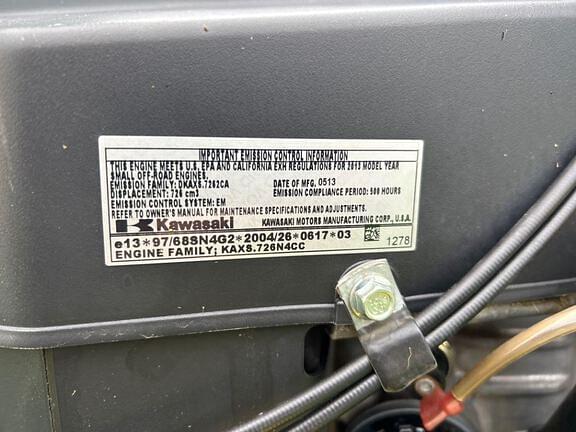 IMPORTANT EMISSION CONTROL INFORMATION
THIS ENGINE MEETS U.S. EPA AND CALIFORNIA EXH REGULATIONS FOR 2013 MODEL YEAR
SMALL OFF-ROAD ENGINES.
EMISSION FAMILY: DKAXS.7262CA DATE OF MFG. 0513
DISPLACEMENT: 726 cm3 EMISSION COMPLIANCE PERIOD: 500 HOURS
EMISSION CONTROL SYSTEM: EM
REFER TO OWNER'S MANUAL FOR MAINTENANCE SPECIFICATIONS AND ADJUSTMENTS.
Kawasaki KAWASAKI MOTORS MANUFACTURING CORP., U.S.A.
e13*97/68SN4G2*2004/26*0617*03 1278
ENGINE FAMILY; KAXS.726N4CC